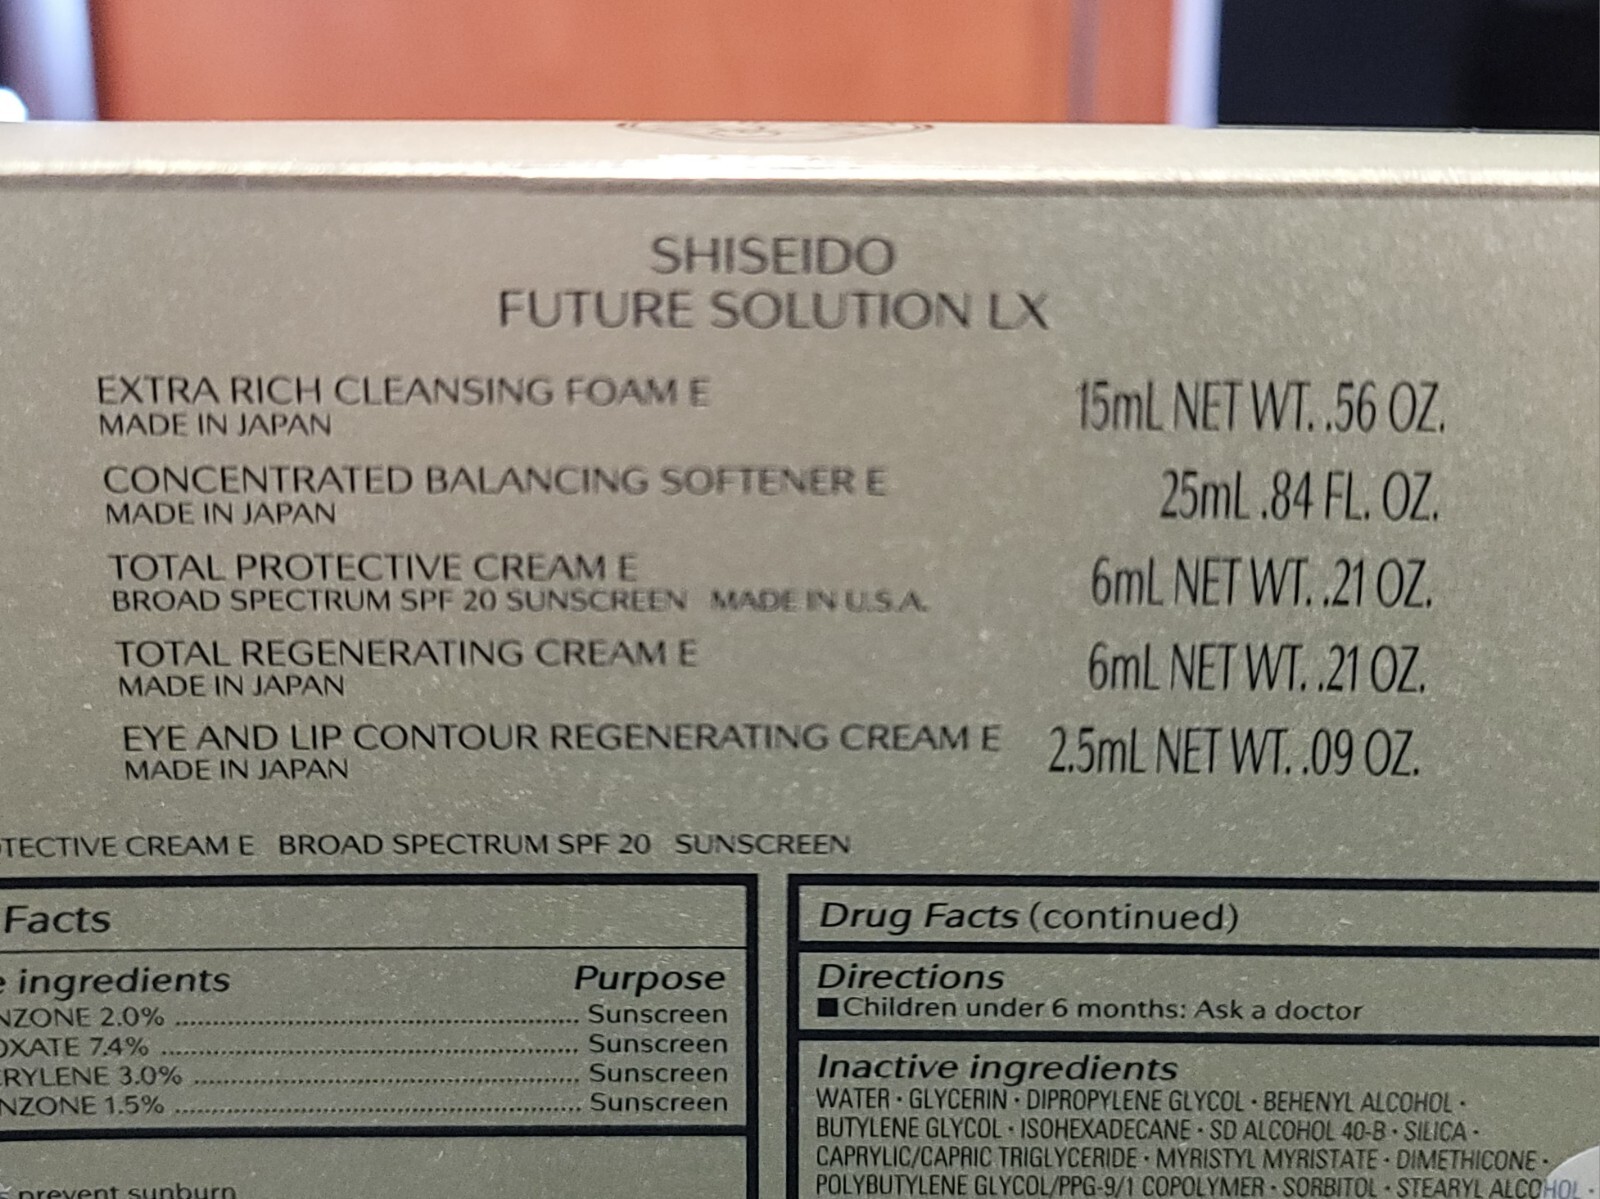 SHISEIDO
FUTURE SOLUTION LX
EXTRA RICH CLEANSING FOAM E 15mL NET WT. .56 OZ.
MADE IN JAPAN
CONCENTRATED BALANCING SOFTENER E 25mL .84 FL. OZ.
MADE IN JAPAN
TOTAL PROTECTIVE CREAM E 6mL NET WT. .21 OZ.
BROAD SPECTRUM SPF 20 SUNSCREEN MADE IN U.S.A.
TOTAL REGENERATING CREAM E 6mL NET WT. .21 OZ.
MADE IN JAPAN
EYE AND LIP CONTOUR REGENERATING CREAM E 2.5mL NET WT. .09 OZ.
MADE IN JAPAN
TECTIVE CREAM E BROAD SPECTRUM SPF 20 SUNSCREEN
Facts
e ingredients Purpose
NZONE 2.0% Sunscreen
OXATE 7.4% Sunscreen
RYLENE 3.0% Sunscreen
NZONE 1.5% Sunscreen
prevent sunburn
Drug Facts (continued)
Directions
■ Children under 6 months: Ask a doctor
Inactive ingredients
WATER · GLYCERIN · DIPROPYLENE GLYCOL · BEHENYL ALCOHOL ·
BUTYLENE GLYCOL · ISOHEXADECANE · SD ALCOHOL 40-B · SILICA ·
CAPRYLIC/CAPRIC TRIGLYCERIDE · MYRISTYL MYRISTATE · DIMETHICONE ·
POLYBUTYLENE GLYCOL/PPG-9/1 COPOLYMER · SORBITOL · STEARYL ALCOHOL ·